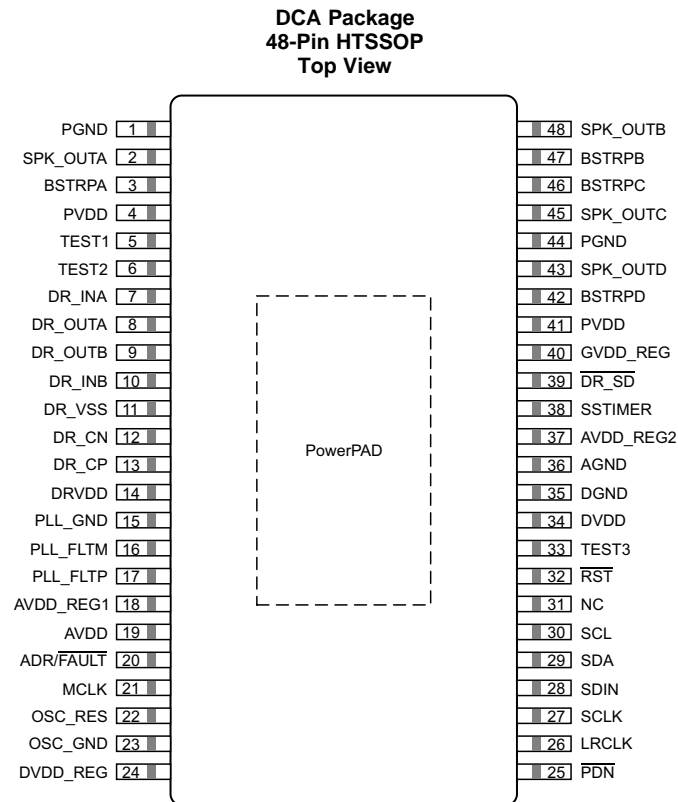 DCA Package
48-Pin HTSSOP
Top View
PGND 1 48 SPK_OUTB
SPK_OUTA 2 47 BSTRPB
BSTRPA 3 46 BSTRPC
PVDD 4 45 SPK_OUTC
TEST1 5 44 PGND
TEST2 6 43 SPK_OUTD
DR_INA 7 42 BSTRPD
DR_OUTA 8 41 PVDD
DR_OUTB 9 40 GVDD_REG
DR_INB 10 39 DR_SD
DR_VSS 11 38 SSTIMER
DR_CN 12 37 AVDD_REG2
DR_CP 13 36 AGND
PowerPAD
DRVDD 14 35 DGND
PLL_GND 15 34 DVDD
PLL_FLTM 16 33 TEST3
PLL_FLTP 17 32 RST
AVDD_REG1 18 31 NC
AVDD 19 30 SCL
ADR/FAULT 20 29 SDA
MCLK 21 28 SDIN
OSC_RES 22 27 SCLK
OSC_GND 23 26 LRCLK
DVDD_REG 24 25 PDN